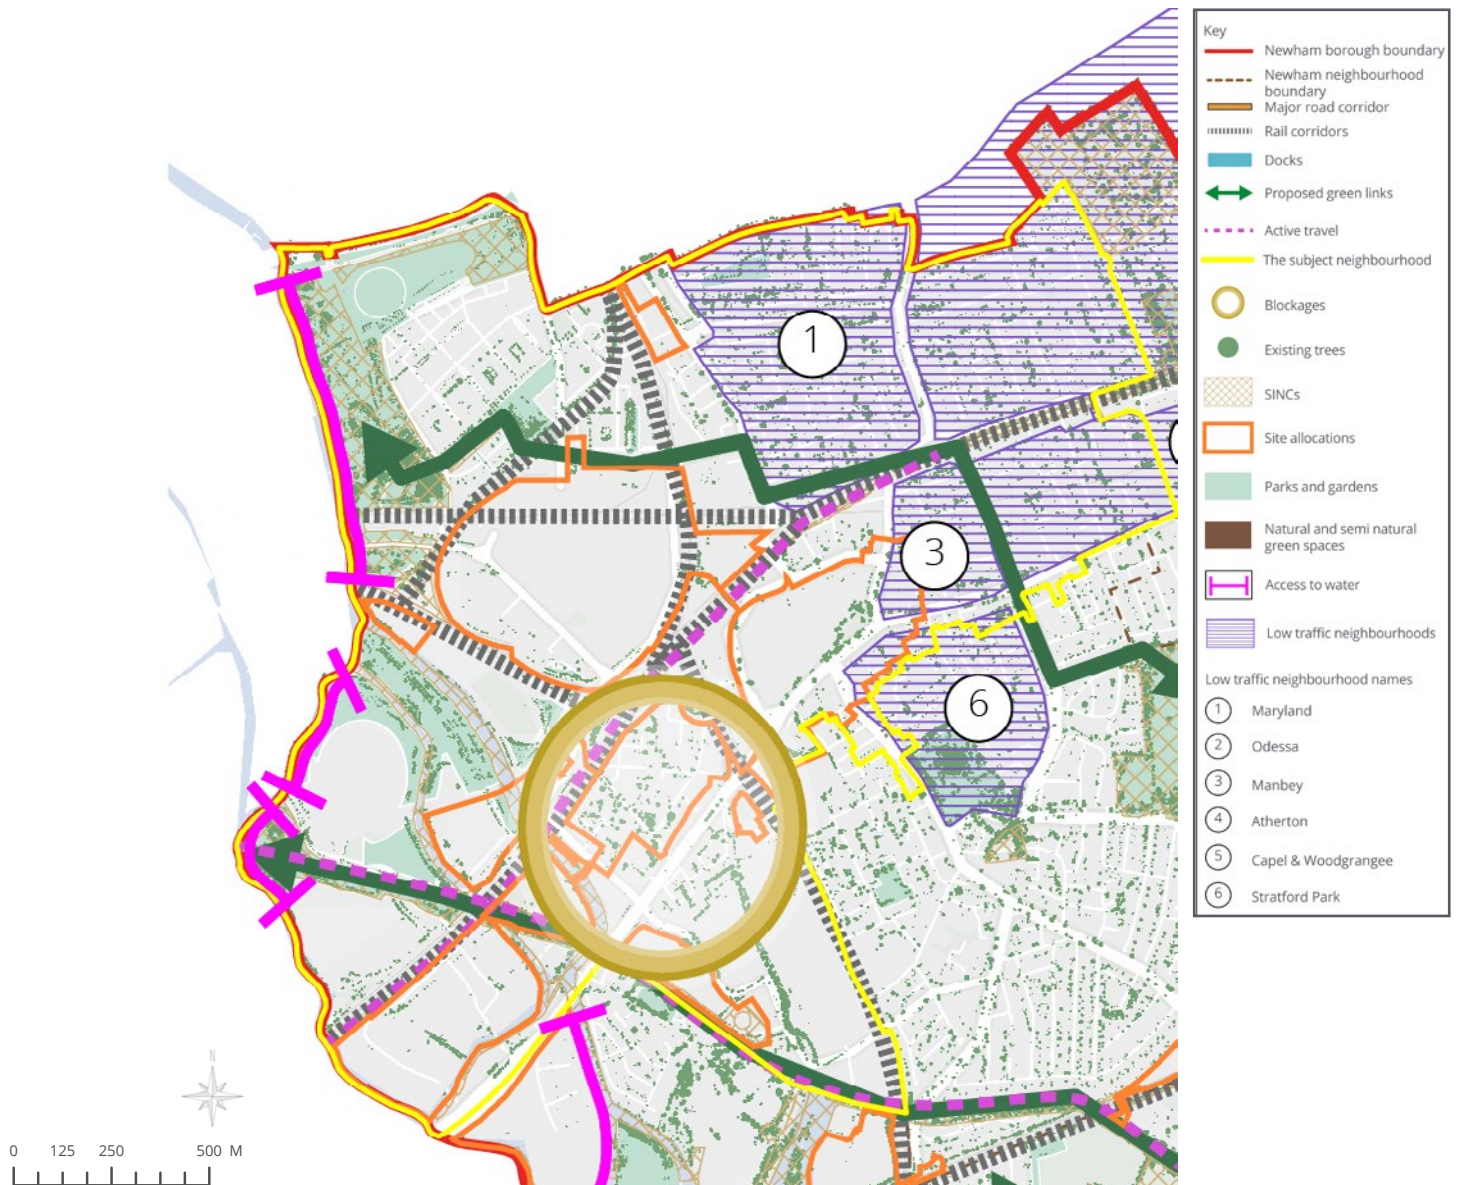 Key
Newham borough boundary
Newham neighbourhood
boundary
Major road corridor
Rail corridors
Docks
Proposed green links
Active travel
The subject neighbourhood
Blockages
Existing trees
SINCs
Site allocations
Parks and gardens
Natural and semi natural
green spaces
Access to water
Low traffic neighbourhoods
Low traffic neighbourhood names
1 Maryland
2 Odessa
3 Manbey
4 Atherton
5 Capel & Woodgrangee
6 Stratford Park
1
3
6
N
0 125 250 500 M